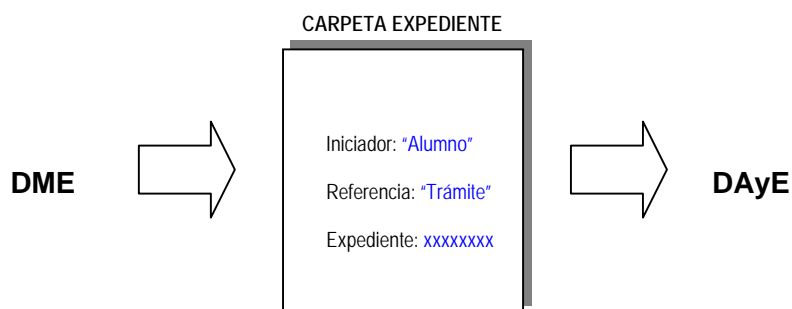 CARPETA EXPEDIENTE
Iniciador: “Alumno”
DME
Referencia: “Trámite”
DAyE
Expediente: xxxxxxxx